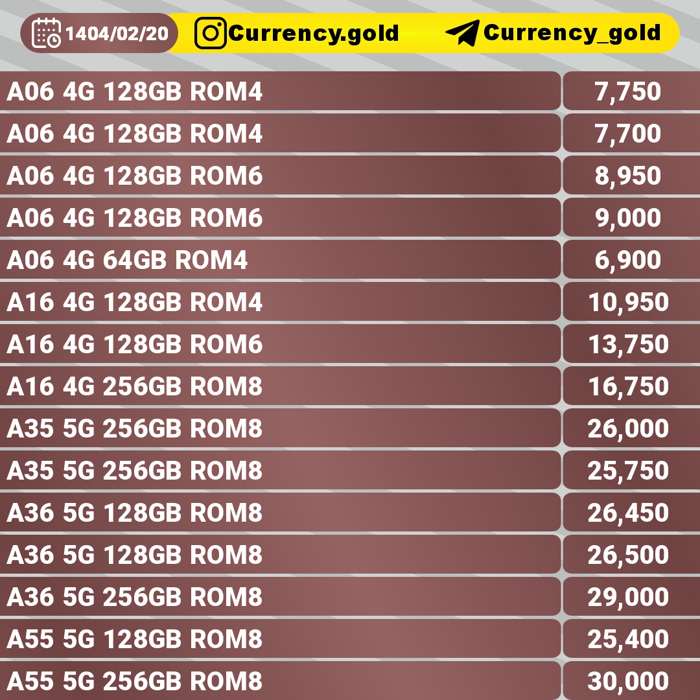 1404/02/20 Currency.gold Currency_gold
A06 4G 128GB ROM4 7,750
A06 4G 128GB ROM4 7,700
A06 4G 128GB ROM6 8,950
A06 4G 128GB ROM6 9,000
A06 4G 64GB ROM4 6,900
A16 4G 128GB ROM4 10,950
A16 4G 128GB ROM6 13,750
A16 4G 256GB ROM8 16,750
A35 5G 256GB ROM8 26,000
A35 5G 256GB ROM8 25,750
A36 5G 128GB ROM8 26,450
A36 5G 128GB ROM8 26,500
A36 5G 256GB ROM8 29,000
A55 5G 128GB ROM8 25,400
A55 5G 256GB ROM8 30,000